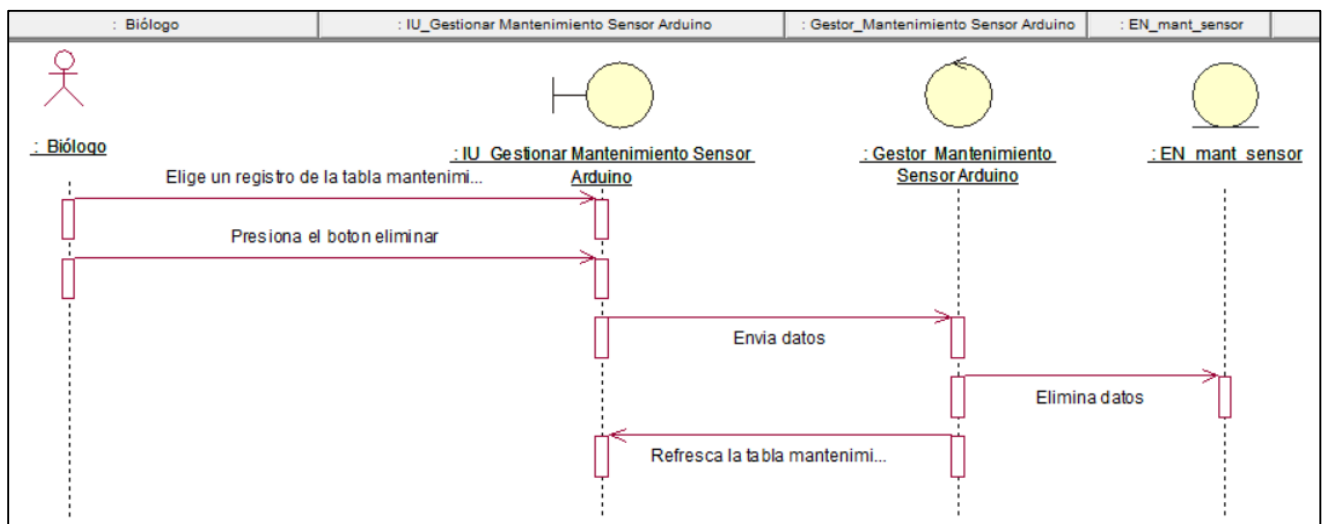 : Biólogo
: IU_Gestionar Mantenimiento Sensor Arduino
: Gestor_Mantenimiento Sensor Arduino
: EN_mant_sensor
: Biólogo
: IU_Gestionar Mantenimiento Sensor
Arduino
: Gestor_Mantenimiento
Sensor Arduino
: EN_mant_sensor
Elige un registro de la tabla mantenimi...
Presiona el boton eliminar
Envia datos
Elimina datos
Refresca la tabla mantenimi...